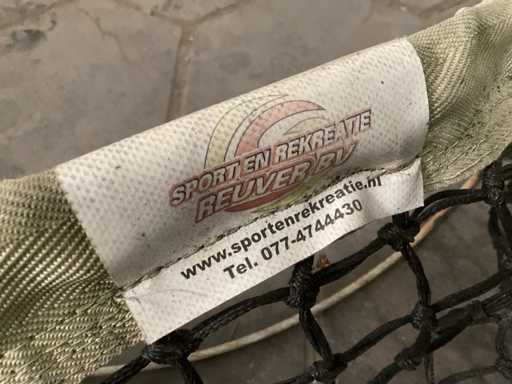 SPORT EN REKREATIE
REUVER BV
www.sportenrekreatie.nl
Tel. 077-4744430